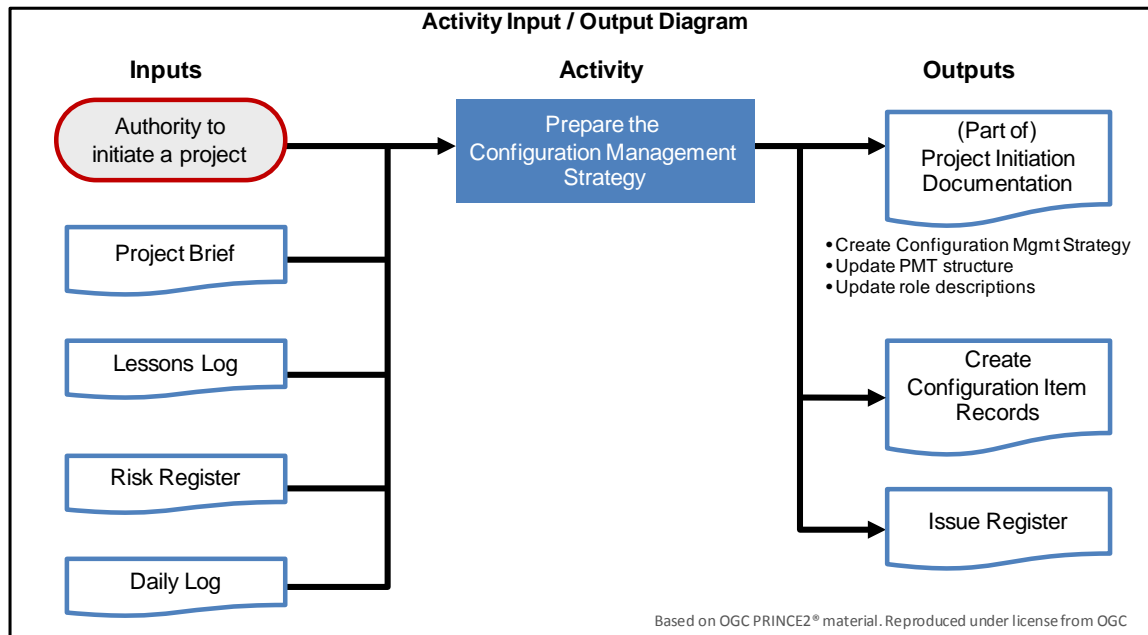 Activity Input / Output Diagram
Inputs
Activity
Outputs
Authority to
initiate a project
Prepare the
Configuration Management
Strategy
(Part of)
Project Initiation
Documentation
• Create Configuration Mgmt Strategy
• Update PMT structure
• Update role descriptions
Project Brief
Lessons Log
Create
Configuration Item
Records
Risk Register
Issue Register
Daily Log
Based on OGC PRINCE2® material. Reproduced under license from OGC